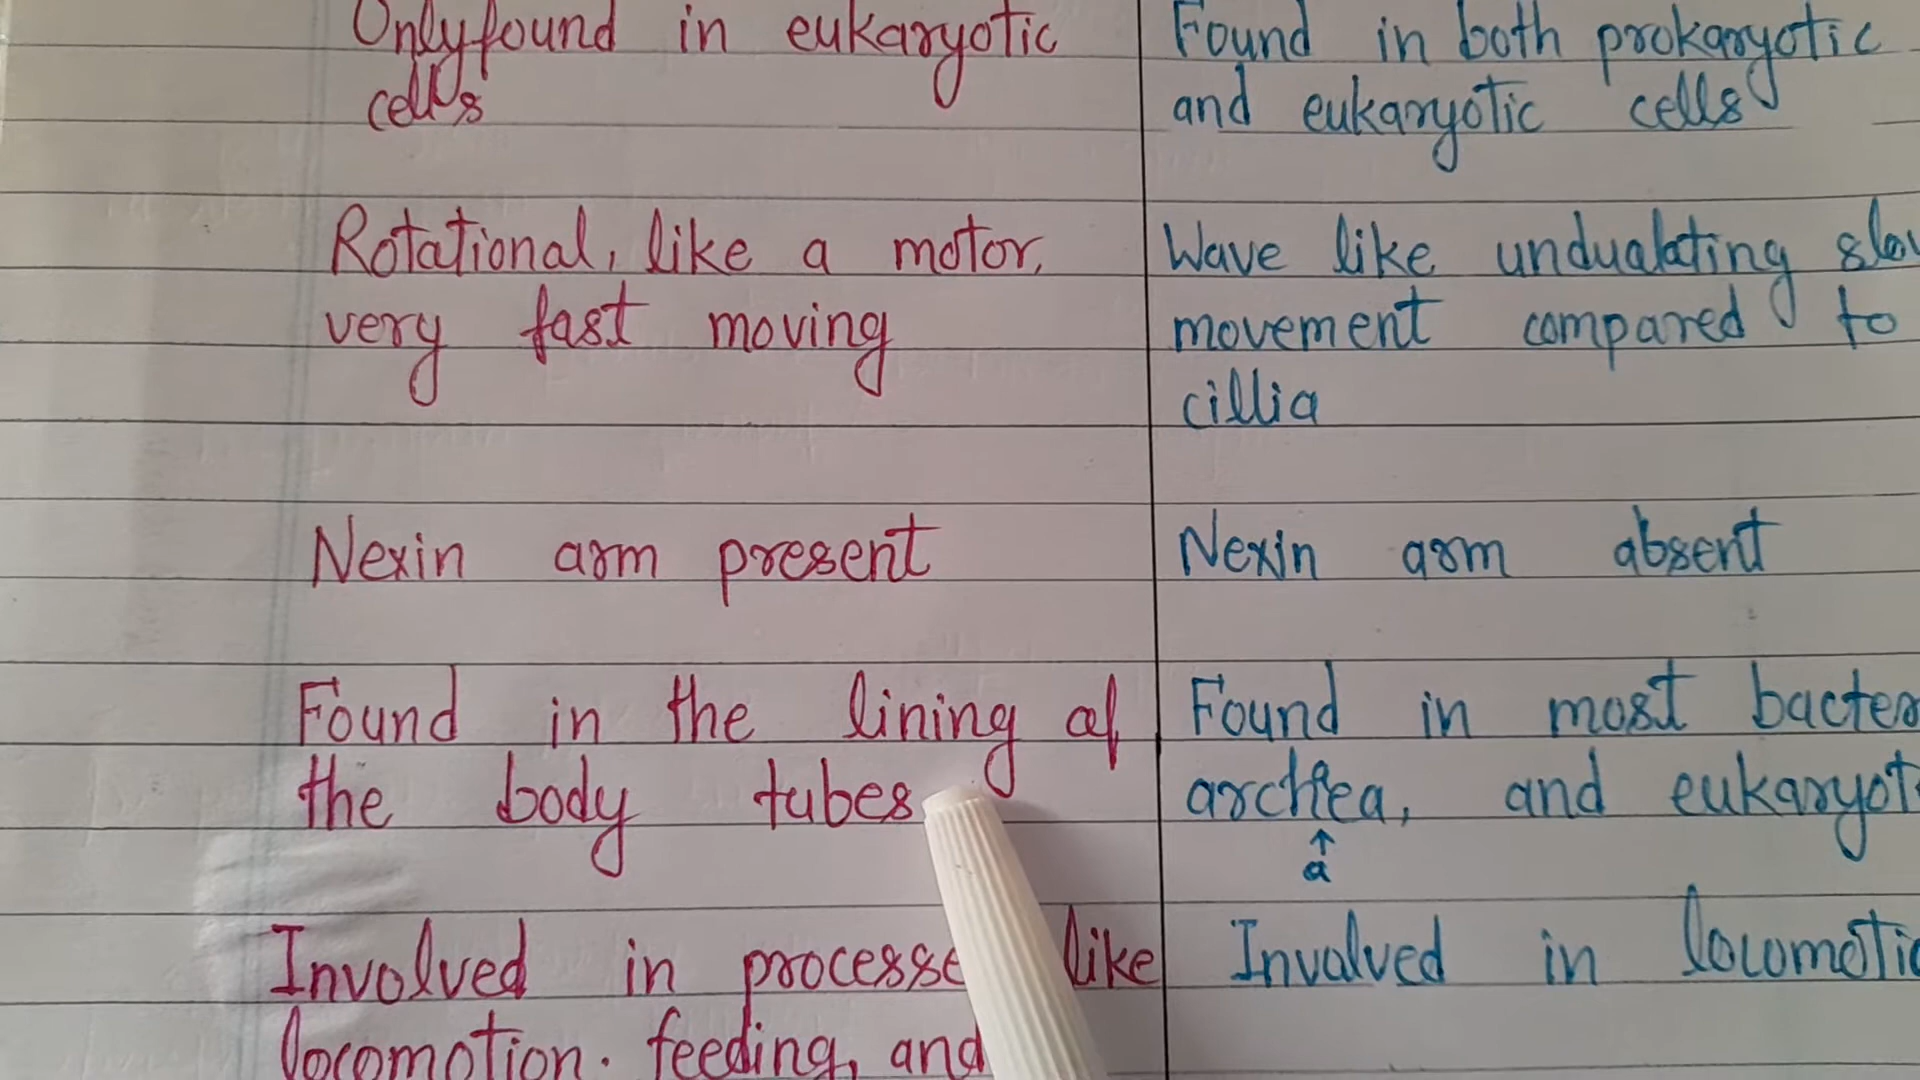 Only found in eukaryotic
cells
Found in both prokaryotic
and eukaryotic cells
Rotational, like a motor,
very fast moving
Wave like undualating
movement compared to
cillia
Nexin arm present
Nexin arm absent
Found in the lining of
the body tubes
Found in most
archea, and
a
Involved in like
locomotion. feeding, and
Involved in